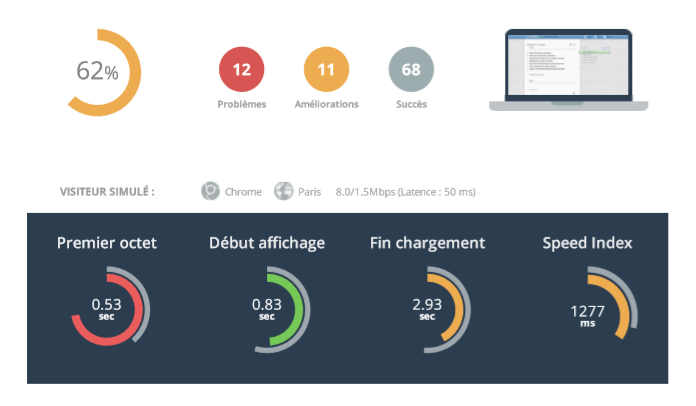 62%
12
11
68
Problèmes
Améliorations
Succès
VISITEUR SIMULÉ :
Chrome
Paris
8.0/1.5Mbps (Latence : 50 ms)
Premier octet
Début affichage
Fin chargement
Speed Index
0.53
sec
0.83
sec
2.93
sec
1277
ms